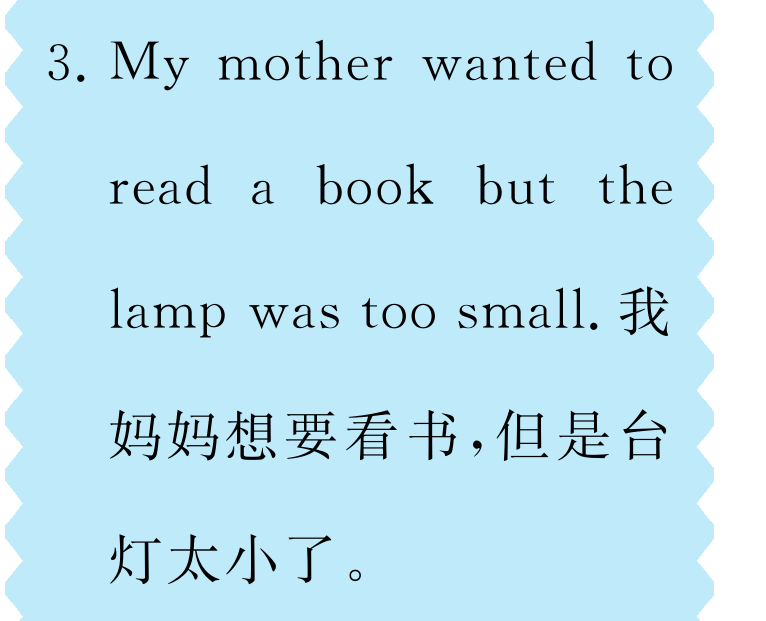 3. My mother wanted to
read a book but the
lamp was too small. 我
妈妈想要看书,但是台
灯太小了。